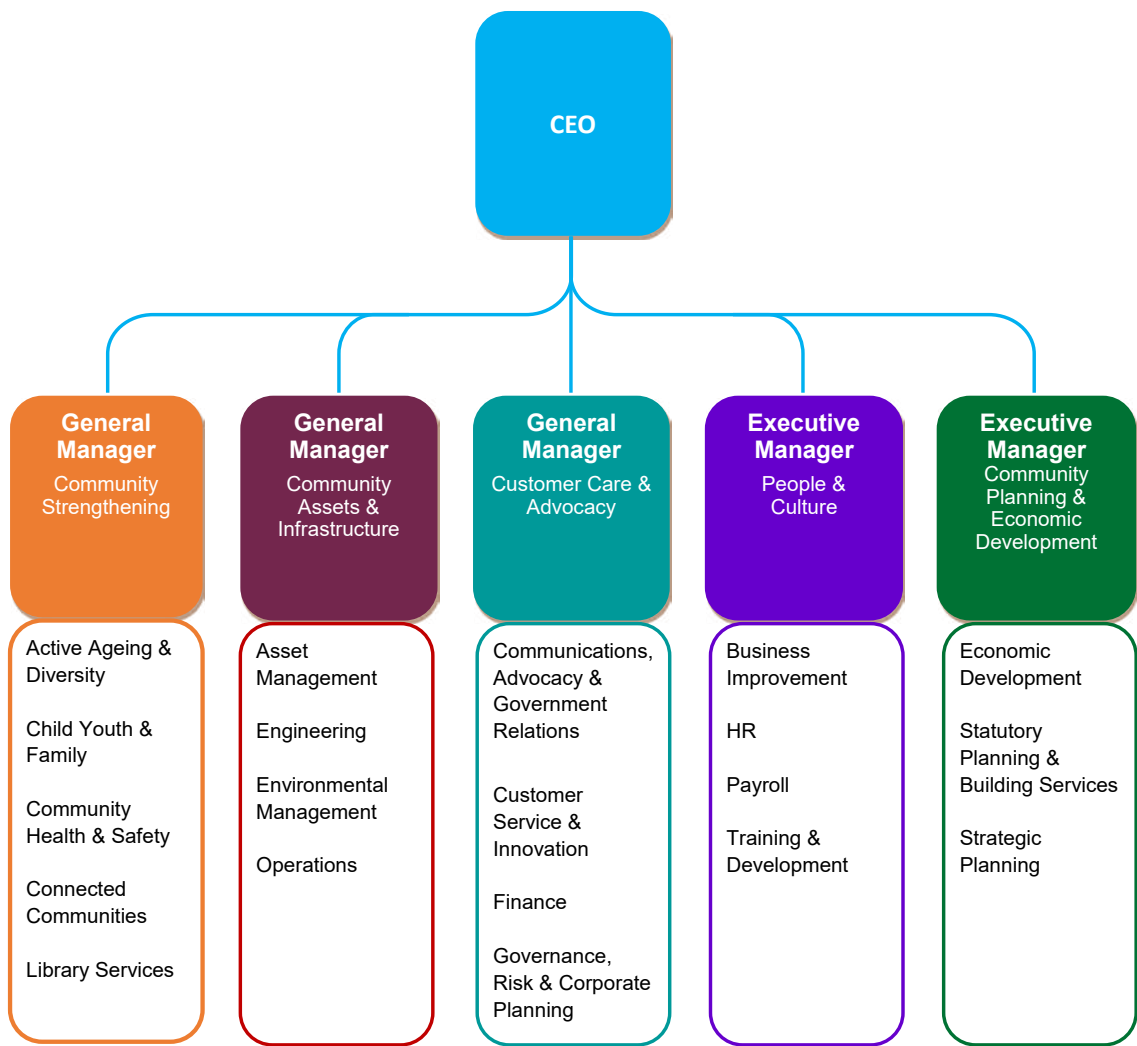 CEO
General
Manager
Community
Strengthening
General
Manager
Community
Assets &
Infrastructure
General
Manager
Customer Care &
Advocacy
Executive
Manager
People &
Culture
Executive
Manager
Community
Planning &
Economic
Development
Active Ageing &
Diversity
Child Youth &
Family
Community
Health & Safety
Connected
Communities
Library Services
Asset
Management
Engineering
Environmental
Management
Operations
Communications,
Advocacy &
Government
Relations
Customer
Service &
Innovation
Finance
Governance,
Risk & Corporate
Planning
Business
Improvement
HR
Payroll
Training &
Development
Economic
Development
Statutory
Planning &
Building Services
Strategic
Planning